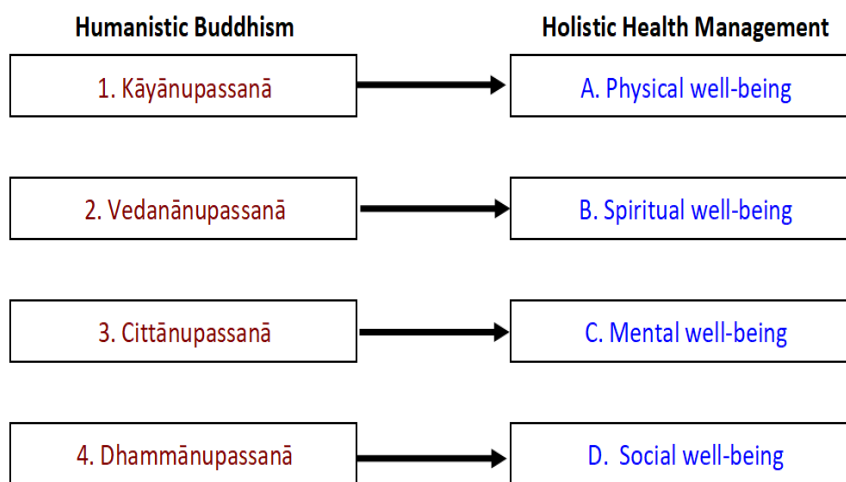 Humanistic Buddhism
Holistic Health Management
1. Kāyānupassanā
A. Physical well-being
2. Vedanānupassanā
B. Spiritual well-being
3. Cittānupassanā
C. Mental well-being
4. Dhammānupassanā
D. Social well-being